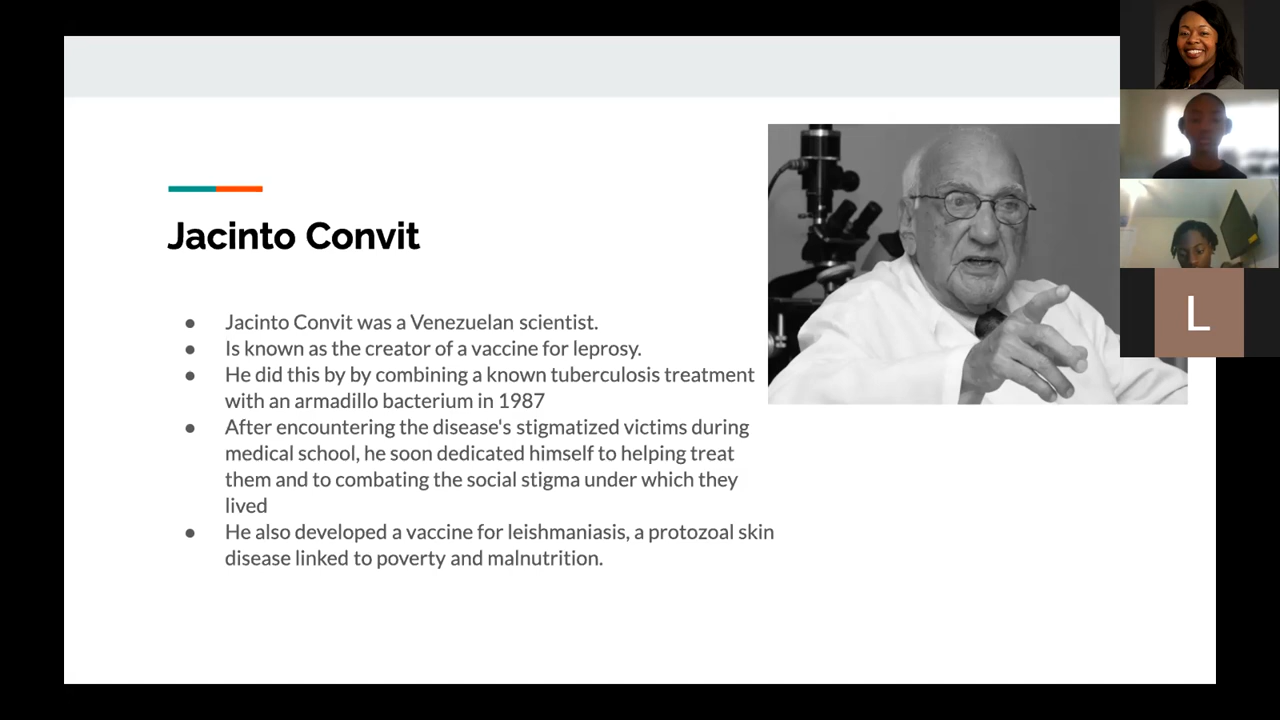 Jacinto Convit
● Jacinto Convit was a Venezuelan scientist.
● Is known as the creator of a vaccine for leprosy.
● He did this by by combining a known tuberculosis treatment
with an armadillo bacterium in 1987
● After encountering the disease's stigmatized victims during
medical school, he soon dedicated himself to helping treat
them and to combating the social stigma under which they
lived
● He also developed a vaccine for leishmaniasis, a protozoal skin
disease linked to poverty and malnutrition.
L